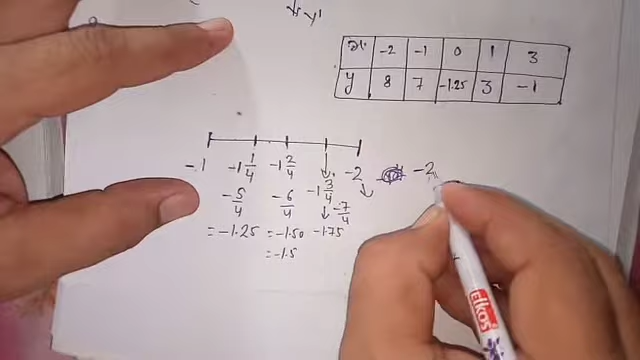 x -2 -1 0 1 3
y 8 7 -1.25 3 -1
-1 -1 1/4 -1 2/4 -1 3/4 -2 -2
-5/4 -6/4 -7/4
= -1.25 = -1.50 -1.75
= -1.5
elkos